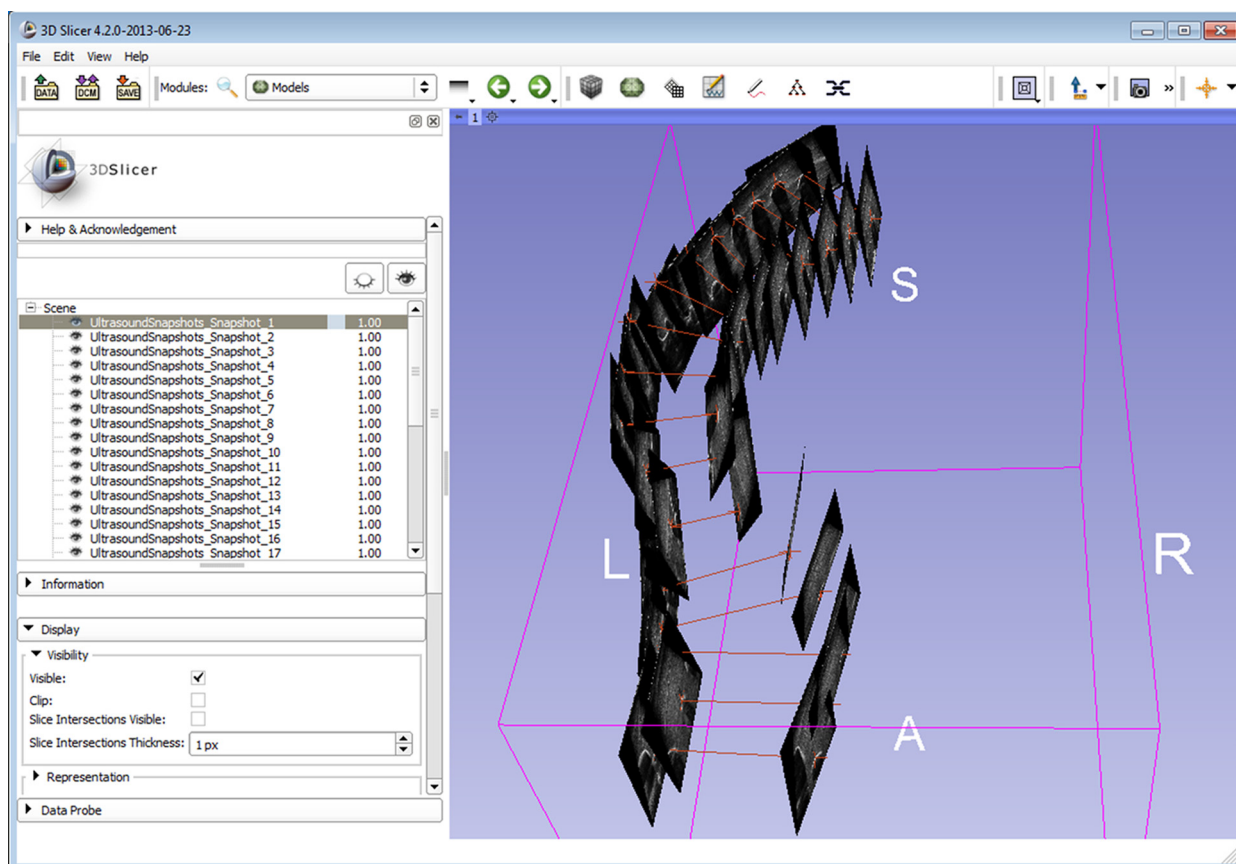 3D Slicer 4.2.0-2013-06-23
File Edit View Help
DATA DCM SAVE Modules: Models
1
3DSlicer
Help & Acknowledgement
Scene
UltrasoundSnapshots_Snapshot_1 1.00
UltrasoundSnapshots_Snapshot_2 1.00
UltrasoundSnapshots_Snapshot_3 1.00
UltrasoundSnapshots_Snapshot_4 1.00
UltrasoundSnapshots_Snapshot_5 1.00
UltrasoundSnapshots_Snapshot_6 1.00
UltrasoundSnapshots_Snapshot_7 1.00
UltrasoundSnapshots_Snapshot_8 1.00
UltrasoundSnapshots_Snapshot_9 1.00
UltrasoundSnapshots_Snapshot_10 1.00
UltrasoundSnapshots_Snapshot_11 1.00
UltrasoundSnapshots_Snapshot_12 1.00
UltrasoundSnapshots_Snapshot_13 1.00
UltrasoundSnapshots_Snapshot_14 1.00
UltrasoundSnapshots_Snapshot_15 1.00
UltrasoundSnapshots_Snapshot_16 1.00
UltrasoundSnapshots_Snapshot_17 1.00
Information
Display
Visibility
Visible:
Clip:
Slice Intersections Visible:
Slice Intersections Thickness: 1 px
Representation
Data Probe
S
L
R
A